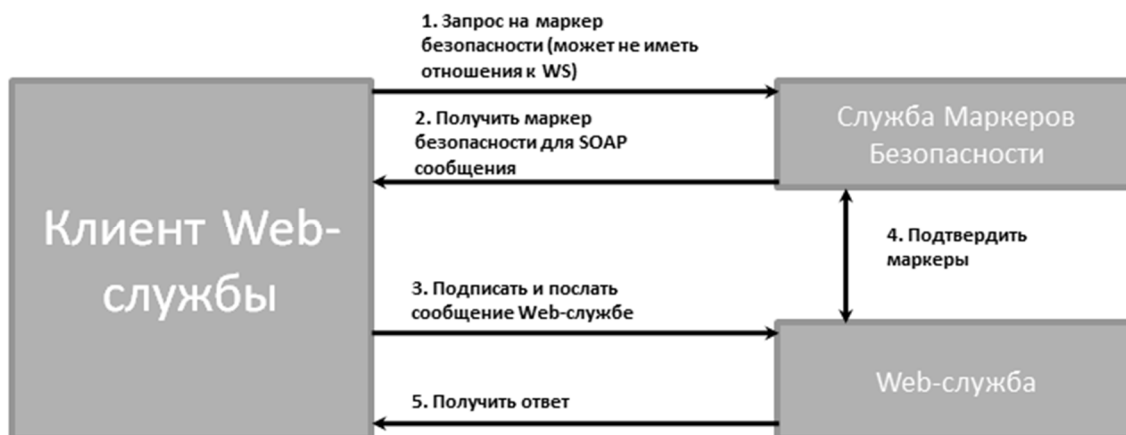 1. Запрос на маркер
безопасности (может не иметь
отношения к WS)
2. Получить маркер
безопасности для SOAP
сообщения
Служба Маркеров
Безопасности
Клиент Web-
службы
4. Подтвердить
маркеры
3. Подписать и послать
сообщение Web-службе
Web-служба
5. Получить ответ